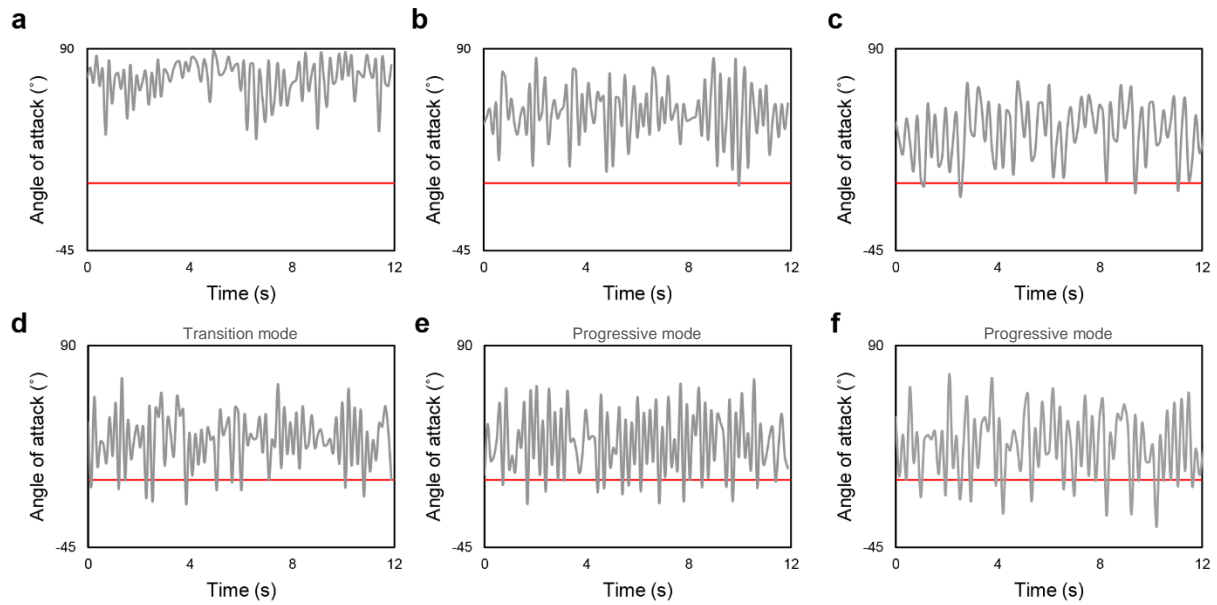 a
b
c
90
90
90
Angle of attack (˚)
Angle of attack (˚)
Angle of attack (˚)
-45
-45
-45
0 4 8 12
0 4 8 12
0 4 8 12
Time (s)
Time (s)
Time (s)
d
e
f
Transition mode
Progressive mode
Progressive mode
90
90
90
Angle of attack (˚)
Angle of attack (˚)
Angle of attack (˚)
-45
-45
-45
0 4 8 12
0 4 8 12
0 4 8 12
Time (s)
Time (s)
Time (s)